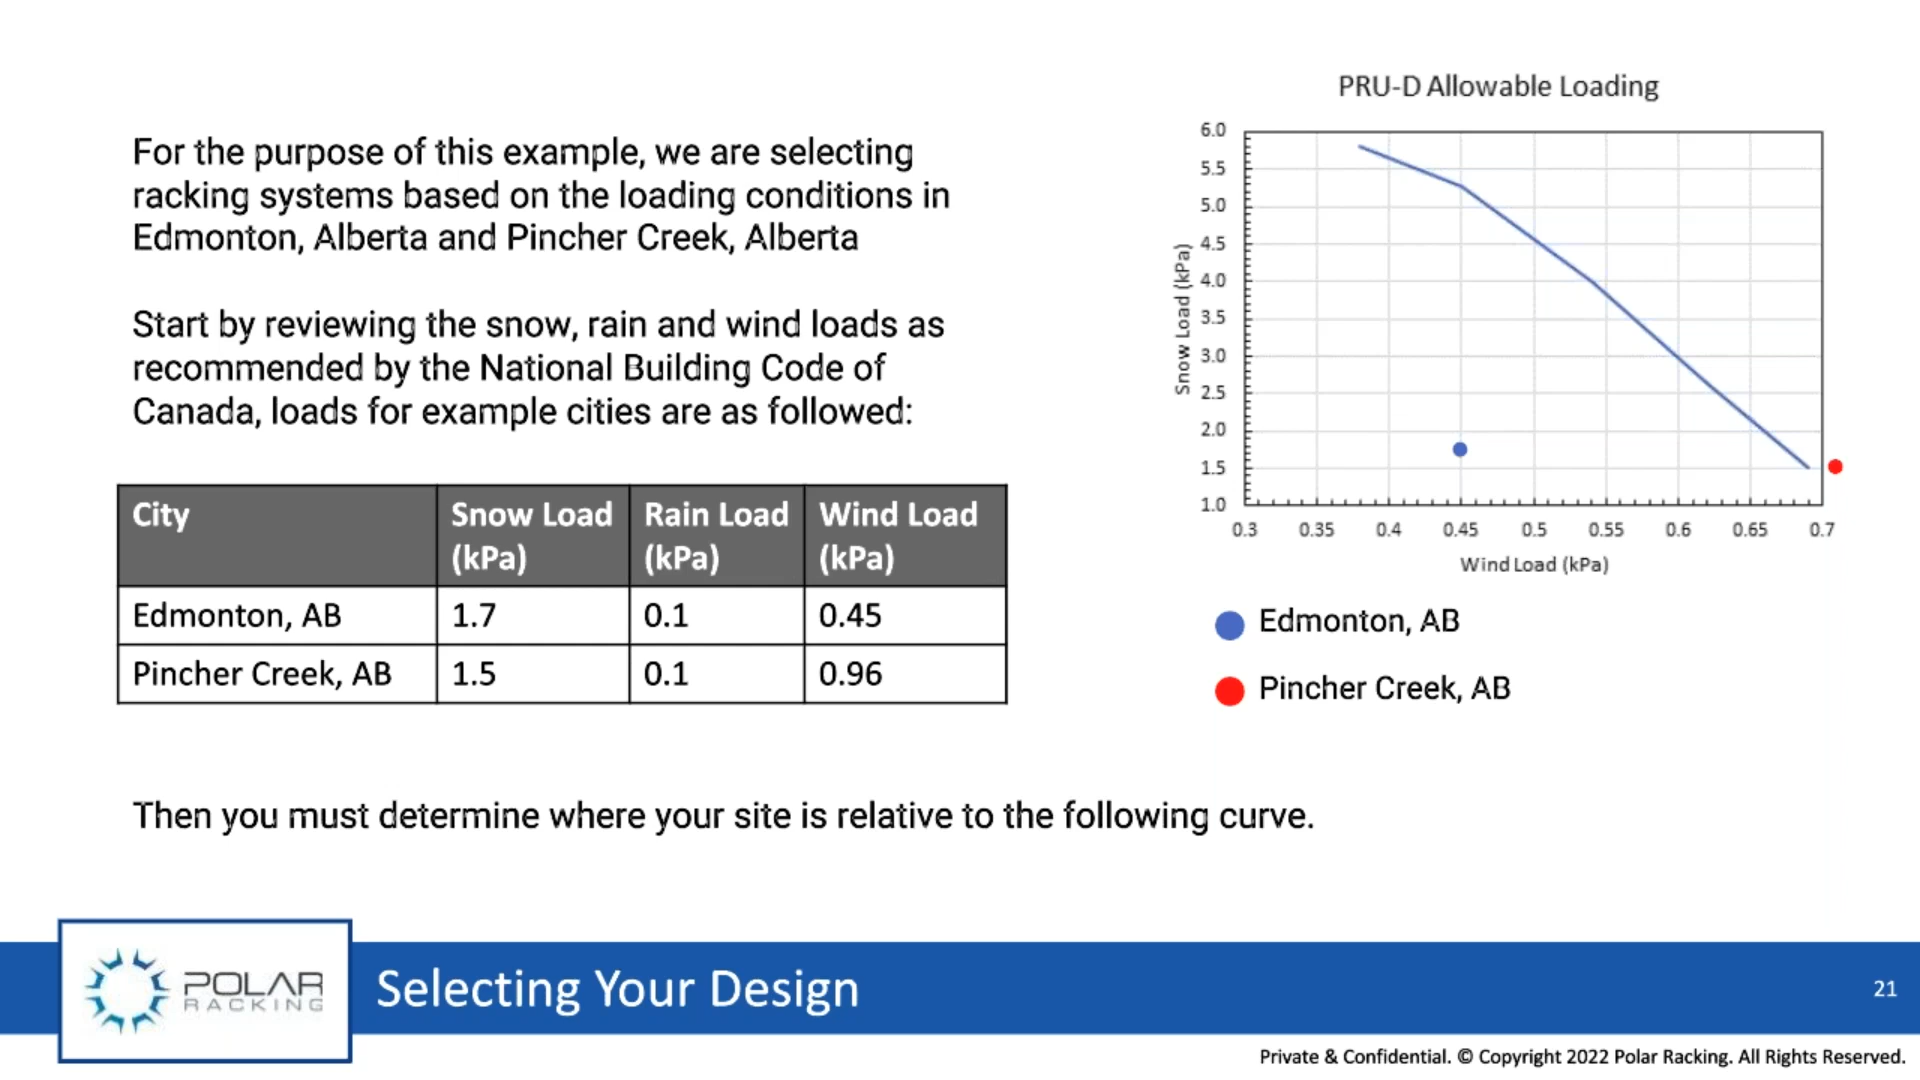 For the purpose of this example, we are selecting
racking systems based on the loading conditions in
Edmonton, Alberta and Pincher Creek, Alberta
Start by reviewing the snow, rain and wind loads as
recommended by the National Building Code of
Canada, loads for example cities are as followed:
City Snow Load (kPa) Rain Load (kPa) Wind Load (kPa)
Edmonton, AB 1.7 0.1 0.45
Pincher Creek, AB 1.5 0.1 0.96
PRU-D Allowable Loading
Snow Load (kPa)
6.0
5.5
5.0
4.5
4.0
3.5
3.0
2.5
2.0
1.5
1.0
0.3 0.35 0.4 0.45 0.5 0.55 0.6 0.65 0.7
Wind Load (kPa)
Edmonton, AB
Pincher Creek, AB
Then you must determine where your site is relative to the following curve.
POLAR
RACKING
Selecting Your Design
21
Private & Confidential. © Copyright 2022 Polar Racking. All Rights Reserved.